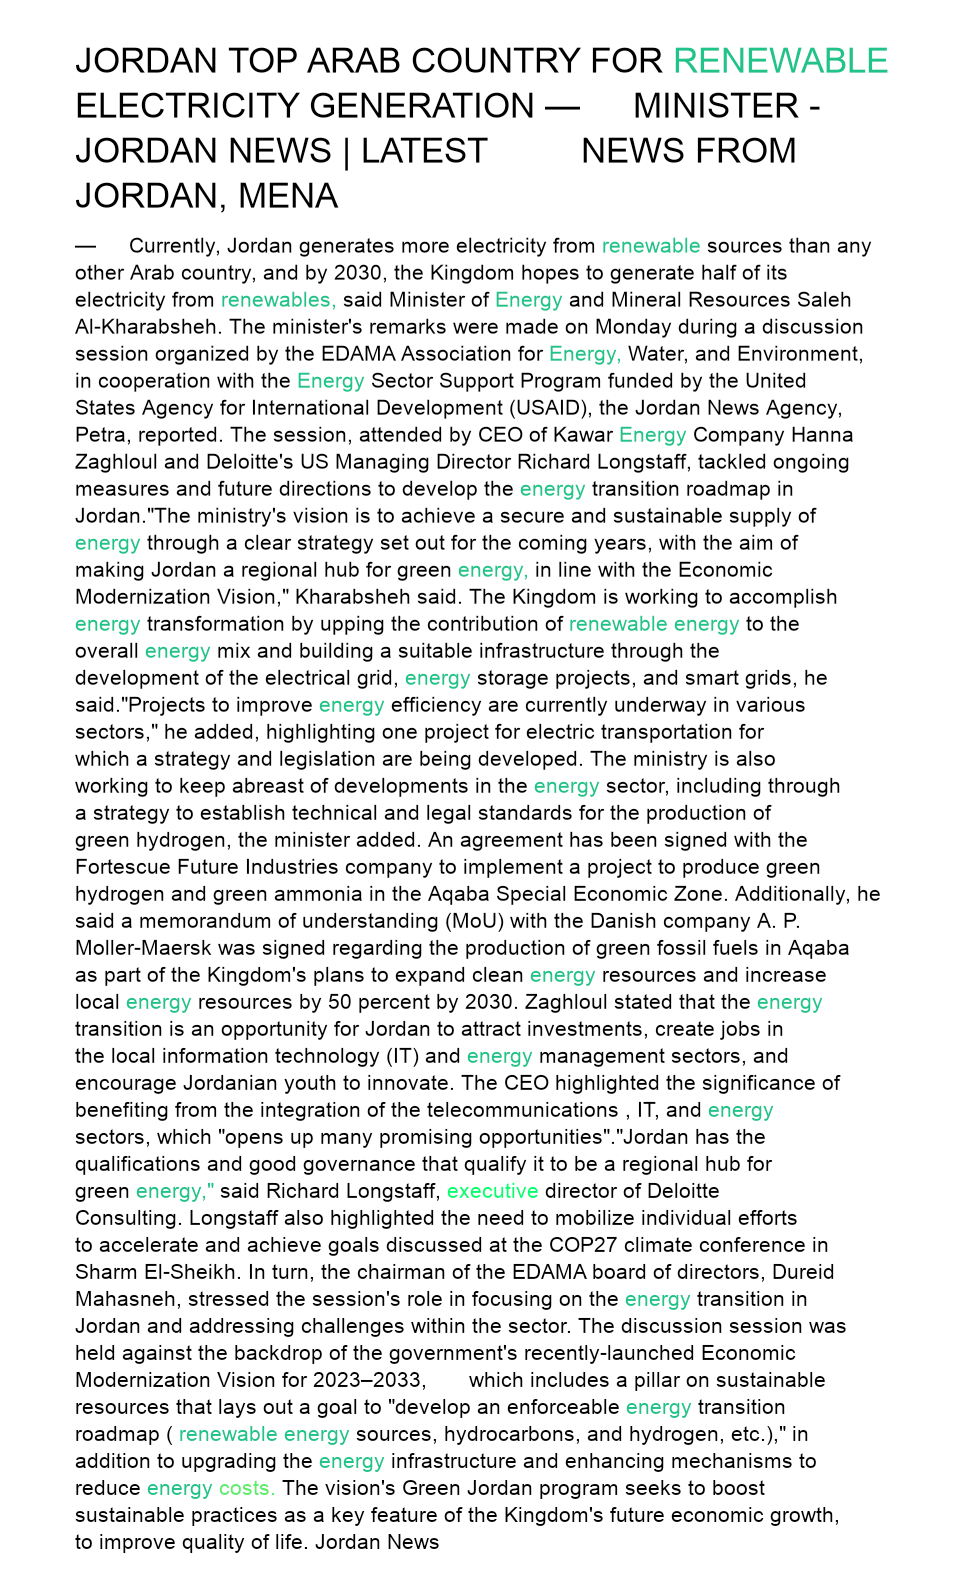 JORDAN TOP ARAB COUNTRY FOR RENEWABLE
ELECTRICITY GENERATION — MINISTER -
JORDAN NEWS | LATEST NEWS FROM
JORDAN, MENA
— Currently, Jordan generates more electricity from renewable sources than any
other Arab country, and by 2030, the Kingdom hopes to generate half of its
electricity from renewables, said Minister of Energy and Mineral Resources Saleh
Al-Kharabsheh. The minister's remarks were made on Monday during a discussion
session organized by the EDAMA Association for Energy, Water, and Environment,
in cooperation with the Energy Sector Support Program funded by the United
States Agency for International Development (USAID), the Jordan News Agency,
Petra, reported. The session, attended by CEO of Kawar Energy Company Hanna
Zaghloul and Deloitte's US Managing Director Richard Longstaff, tackled ongoing
measures and future directions to develop the energy transition roadmap in
Jordan."The ministry's vision is to achieve a secure and sustainable supply of
energy through a clear strategy set out for the coming years, with the aim of
making Jordan a regional hub for green energy, in line with the Economic
Modernization Vision," Kharabsheh said. The Kingdom is working to accomplish
energy transformation by upping the contribution of renewable energy to the
overall energy mix and building a suitable infrastructure through the
development of the electrical grid, energy storage projects, and smart grids, he
said."Projects to improve energy efficiency are currently underway in various
sectors," he added, highlighting one project for electric transportation for
which a strategy and legislation are being developed. The ministry is also
working to keep abreast of developments in the energy sector, including through
a strategy to establish technical and legal standards for the production of
green hydrogen, the minister added. An agreement has been signed with the
Fortescue Future Industries company to implement a project to produce green
hydrogen and green ammonia in the Aqaba Special Economic Zone. Additionally, he
said a memorandum of understanding (MoU) with the Danish company A. P.
Moller-Maersk was signed regarding the production of green fossil fuels in Aqaba
as part of the Kingdom's plans to expand clean energy resources and increase
local energy resources by 50 percent by 2030. Zaghloul stated that the energy
transition is an opportunity for Jordan to attract investments, create jobs in
the local information technology (IT) and energy management sectors, and
encourage Jordanian youth to innovate. The CEO highlighted the significance of
benefiting from the integration of the telecommunications , IT, and energy
sectors, which "opens up many promising opportunities"."Jordan has the
qualifications and good governance that qualify it to be a regional hub for
green energy," said Richard Longstaff, executive director of Deloitte
Consulting. Longstaff also highlighted the need to mobilize individual efforts
to accelerate and achieve goals discussed at the COP27 climate conference in
Sharm El-Sheikh. In turn, the chairman of the EDAMA board of directors, Dureid
Mahasneh, stressed the session's role in focusing on the energy transition in
Jordan and addressing challenges within the sector. The discussion session was
held against the backdrop of the government's recently-launched Economic
Modernization Vision for 2023–2033, which includes a pillar on sustainable
resources that lays out a goal to "develop an enforceable energy transition
roadmap ( renewable energy sources, hydrocarbons, and hydrogen, etc.)," in
addition to upgrading the energy infrastructure and enhancing mechanisms to
reduce energy costs. The vision's Green Jordan program seeks to boost
sustainable practices as a key feature of the Kingdom's future economic growth,
to improve quality of life. Jordan News